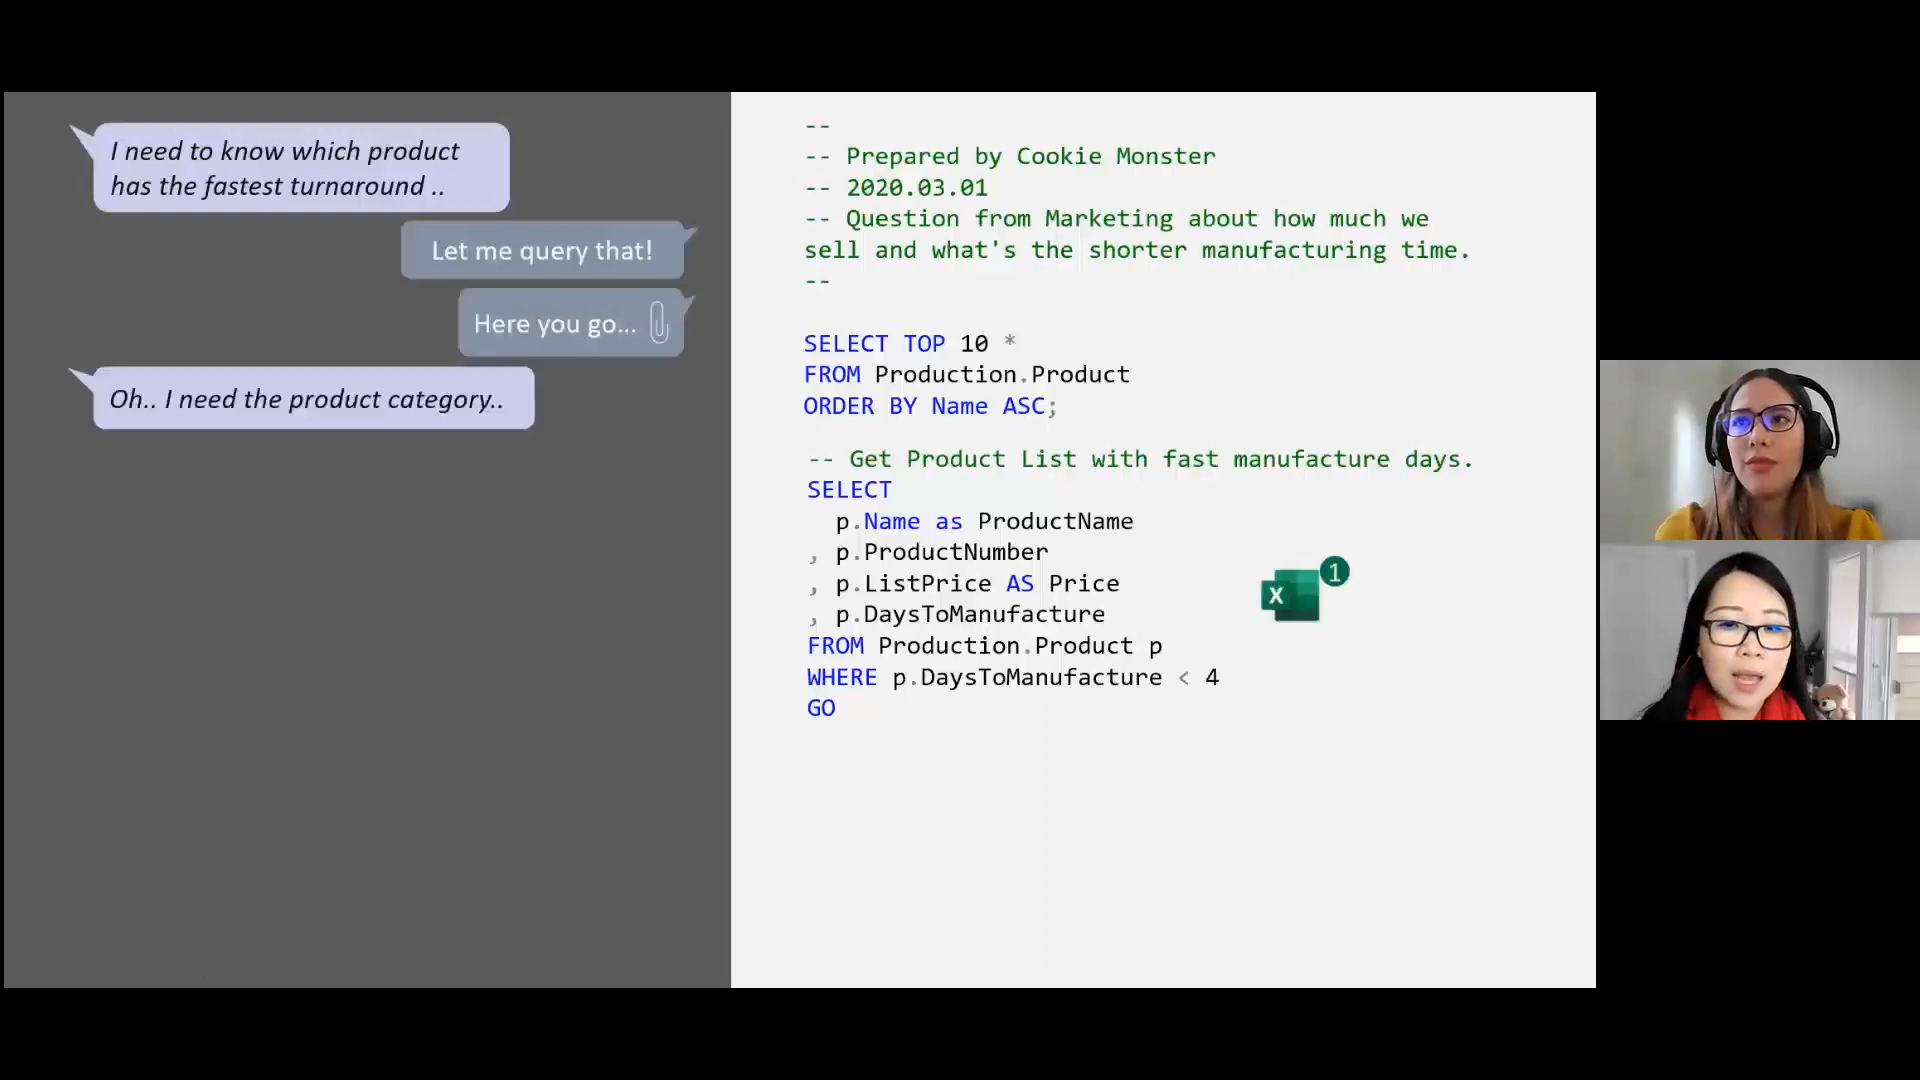 I need to know which product
has the fastest turnaround ..
Let me query that!
Here you go...
Oh.. I need the product category..
--
-- Prepared by Cookie Monster
-- 2020.03.01
-- Question from Marketing about how much we
sell and what's the shorter manufacturing time.
--
SELECT TOP 10 *
FROM Production.Product
ORDER BY Name ASC;
-- Get Product List with fast manufacture days.
SELECT
p.Name as ProductName
, p.ProductNumber
, p.ListPrice AS Price
, p.DaysToManufacture
FROM Production.Product p
WHERE p.DaysToManufacture < 4
GO
X
1